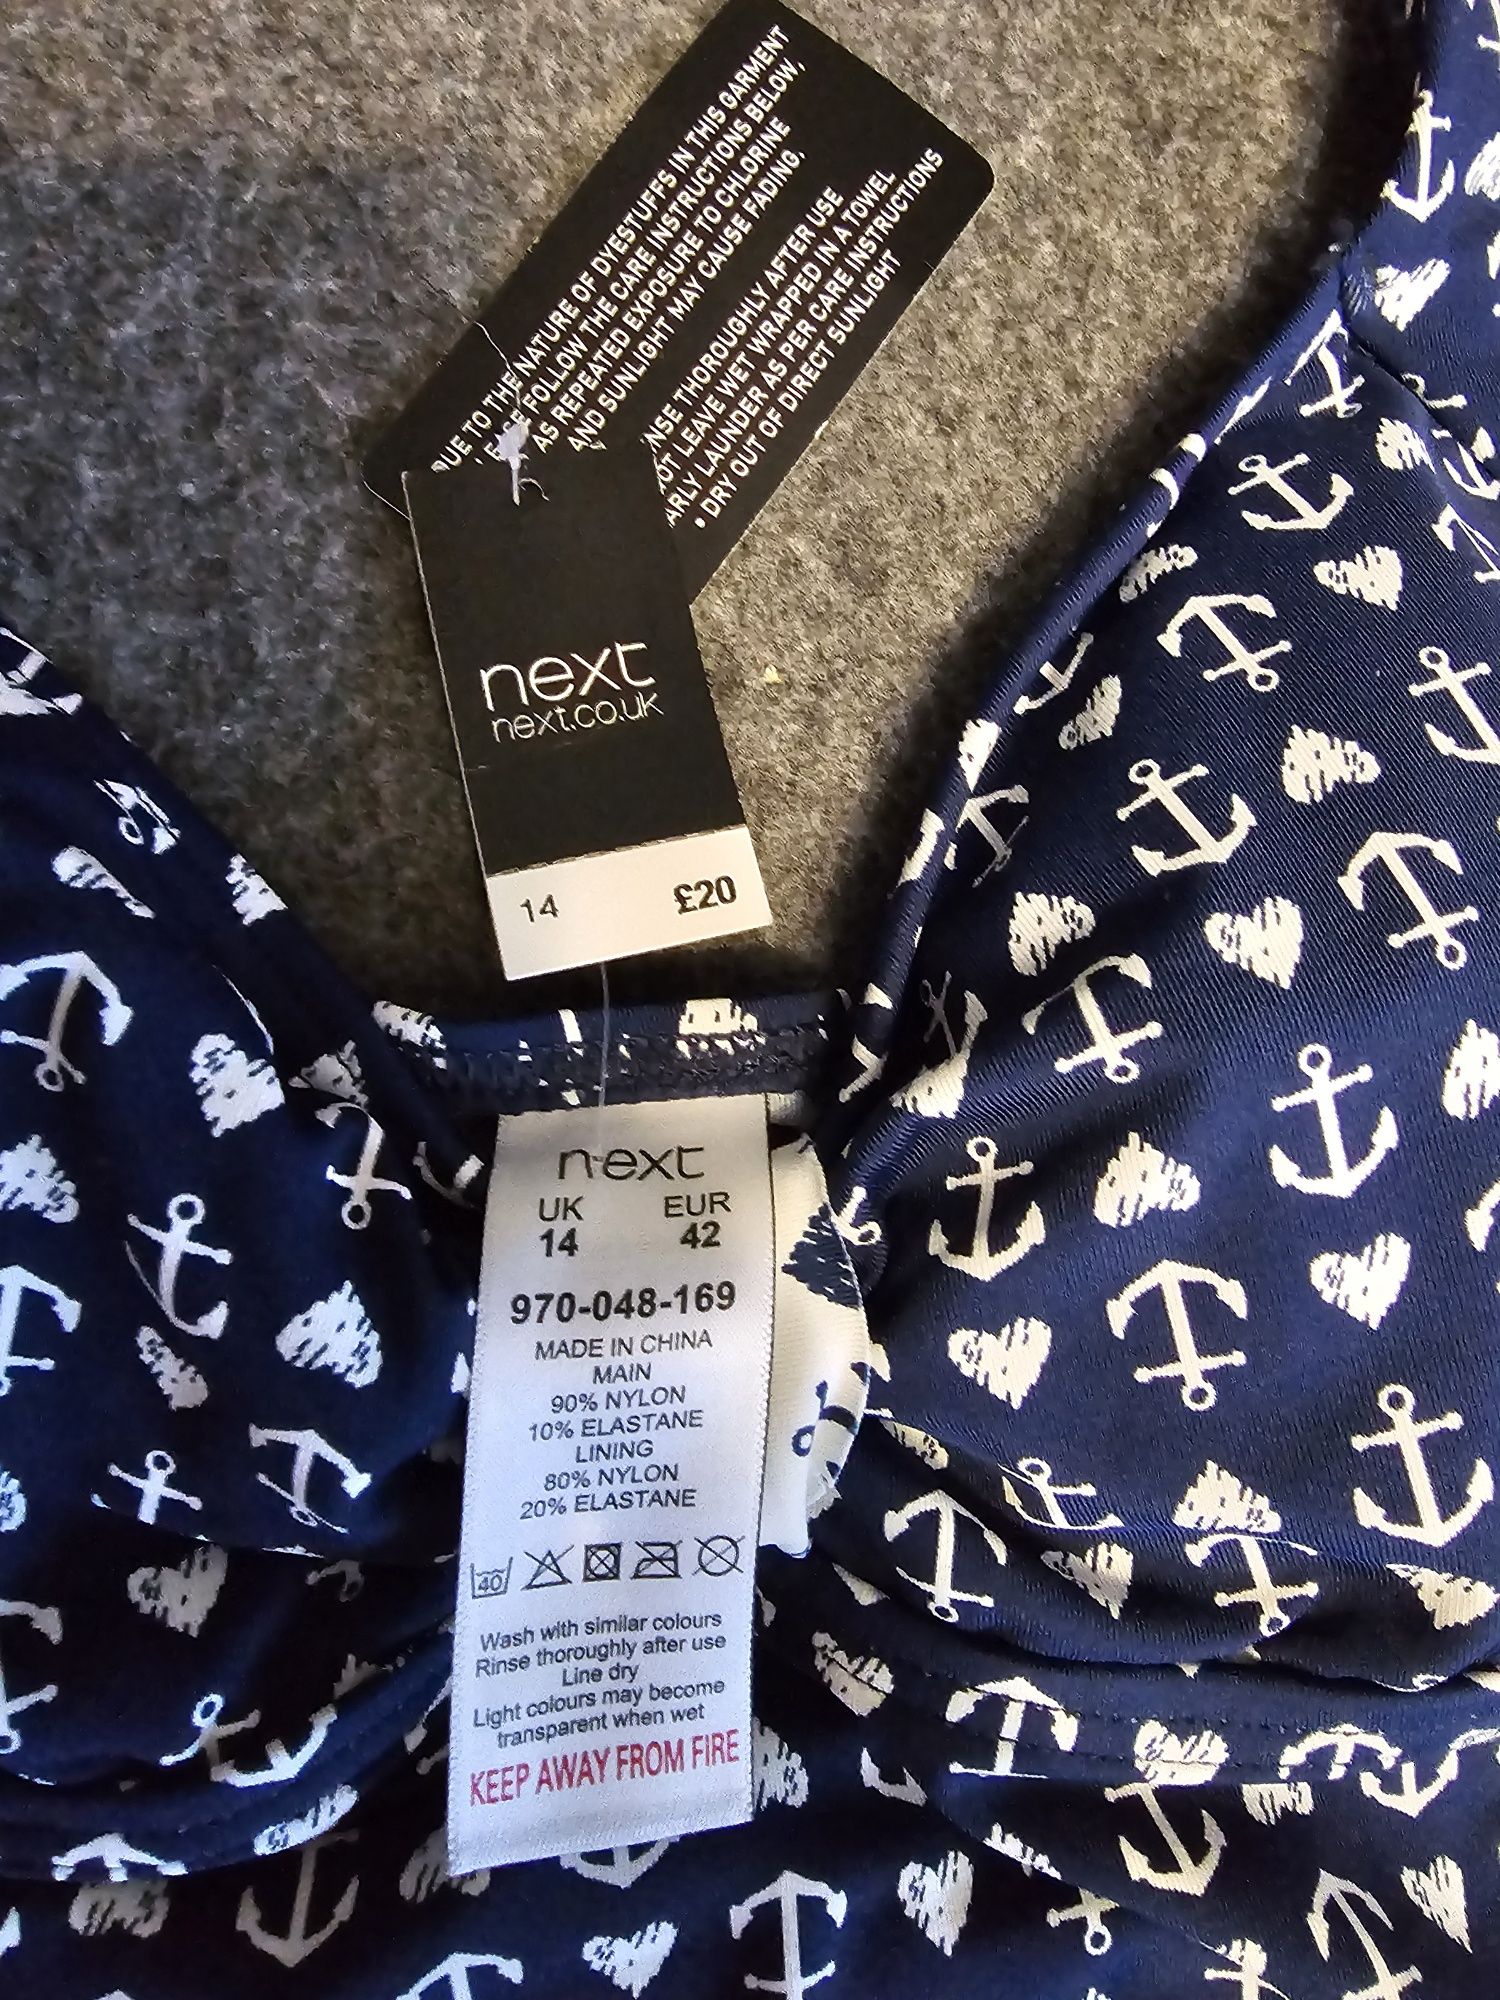 DUE TO THE NATURE OF DYESTUFFS IN THIS GARMENT
FOLLOW THE CARE INSTRUCTIONS BELOW,
AS REPEATED EXPOSURE TO CHLORINE
AND SUNLIGHT MAY CAUSE FADING.
THOROUGHLY AFTER USE
LEAVE WET WRAPPED IN A TOWEL
LAUNDER AS PER CARE INSTRUCTIONS
• DRY OUT OF DIRECT SUNLIGHT
next
next.co.uk
14 £20
next
UK EUR
14 42
970-048-169
MADE IN CHINA
MAIN
90% NYLON
10% ELASTANE
LINING
80% NYLON
20% ELASTANE
40
Wash with similar colours
Rinse thoroughly after use
Line dry
Light colours may become
transparent when wet
KEEP AWAY FROM FIRE